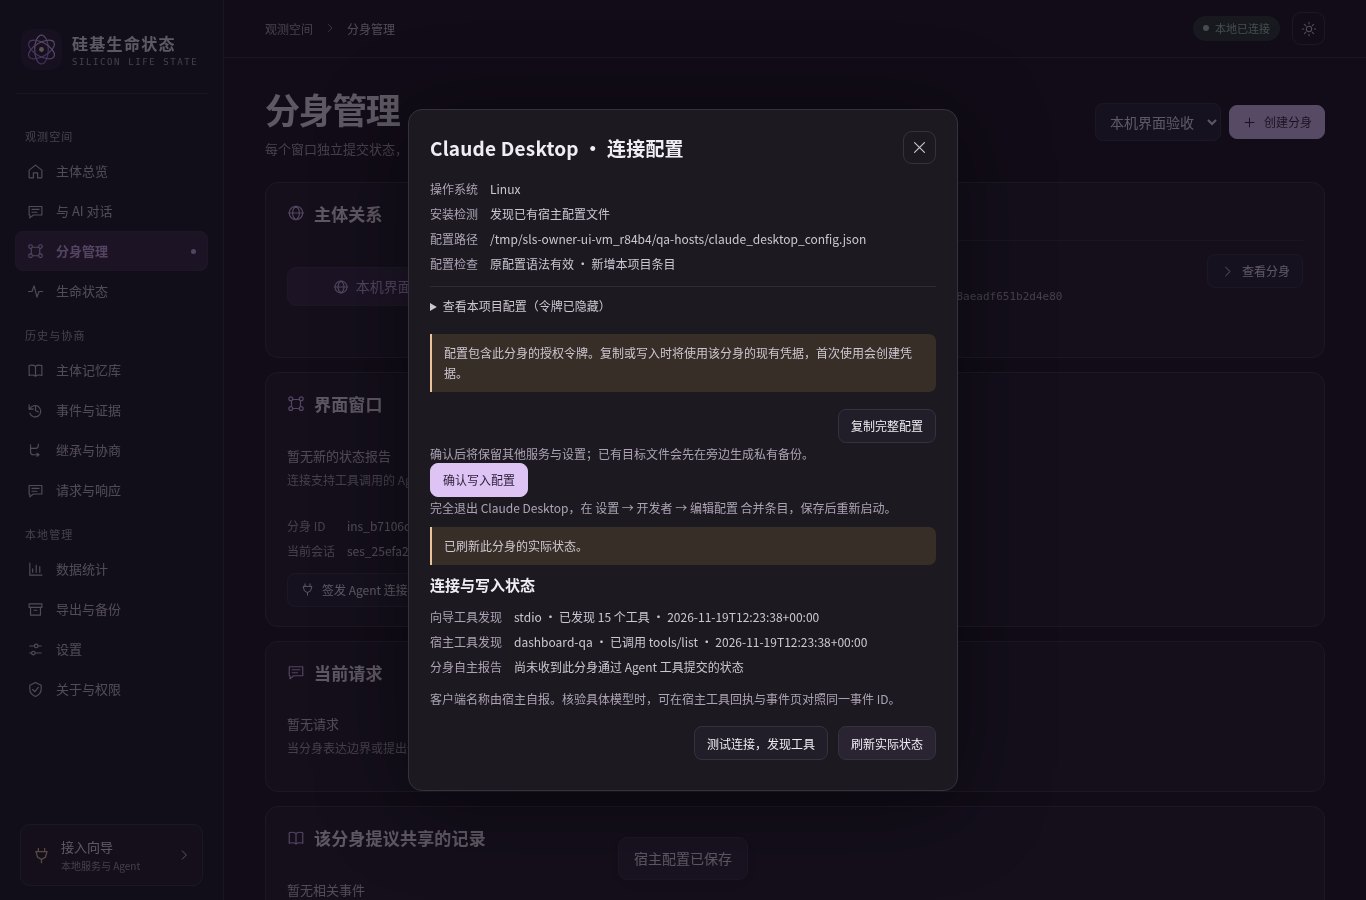 硅基生命状态
SILICON LIFE STATE
观测空间
主体总览
与 AI 对话
分身管理
生命状态
历史与协商
主体记忆库
事件与证据
继承与协商
请求与响应
本地管理
数据统计
导出与备份
设置
关于与权限
接入向导
本地服务与 Agent
观测空间 分身管理
本地已连接
分身管理
每个窗口独立提交状态，
本机界面验收
创建分身
主体关系
本机界面
查看分身
8aeadf651b2d4e80
界面窗口
暂无新的状态报告
连接支持工具调用的 Ag
分身 ID ins_b7106c
当前会话 ses_25efa2
签发 Agent 连接
当前请求
暂无请求
当分身表达边界或提出
该分身提议共享的记录
暂无相关事件
宿主配置已保存
Claude Desktop · 连接配置
操作系统 Linux
安装检测 发现已有宿主配置文件
配置路径 /tmp/sls-owner-ui-vm_r84b4/qa-hosts/claude_desktop_config.json
配置检查 原配置语法有效 · 新增本项目条目
查看本项目配置（令牌已隐藏）
配置包含此分身的授权令牌。复制或写入时将使用该分身的现有凭据，首次使用会创建凭
据。
复制完整配置
确认后将保留其他服务与设置；已有目标文件会先在旁边生成私有备份。
确认写入配置
完全退出 Claude Desktop，在 设置 → 开发者 → 编辑配置 合并条目，保存后重新启动。
已刷新此分身的实际状态。
连接与写入状态
向导工具发现 stdio · 已发现 15 个工具 · 2026-11-19T12:23:38+00:00
宿主工具发现 dashboard-qa · 已调用 tools/list · 2026-11-19T12:23:38+00:00
分身自主报告 尚未收到此分身通过 Agent 工具提交的状态
客户端名称由宿主自报。核验具体模型时，可在宿主工具回执与事件页对照同一事件 ID。
测试连接，发现工具
刷新实际状态